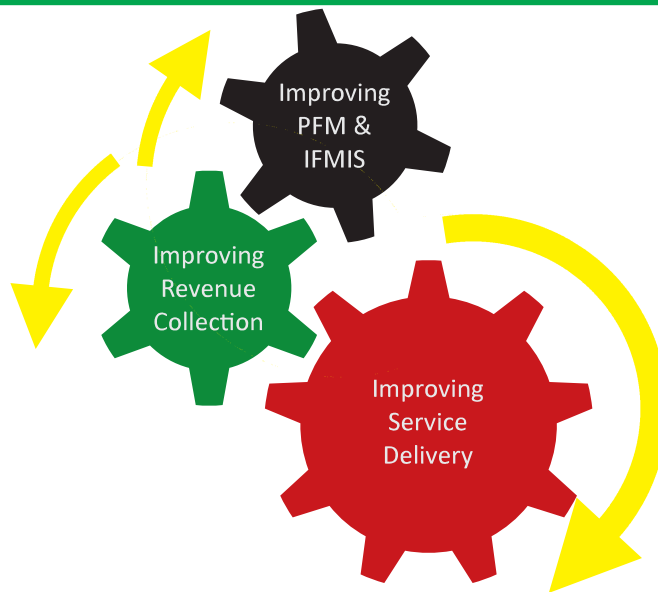 Improving
PFM &
IFMIS
Improving
Revenue
Collection
Improving
Service
Delivery